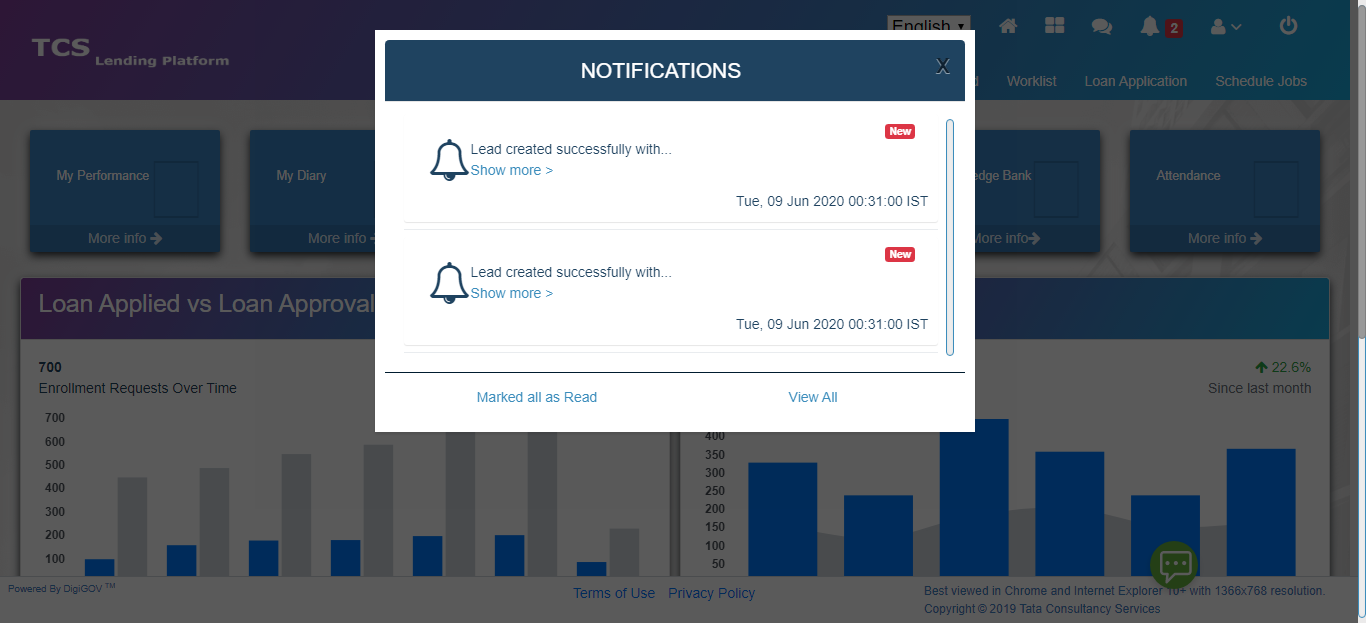 TCS Lending Platform
English
2
Worklist
Loan Application
Schedule Jobs
NOTIFICATIONS
X
New
Lead created successfully with...
Show more >
Tue, 09 Jun 2020 00:31:00 IST
New
Lead created successfully with...
Show more >
Tue, 09 Jun 2020 00:31:00 IST
Marked all as Read
View All
My Performance
More info
My Diary
More info
Bank
More info
Attendance
More info
Loan Applied vs Loan Approval
700
Enrollment Requests Over Time
700
600
500
400
300
200
100
22.6%
Since last month
400
350
300
250
200
150
100
50
Powered By DigiGOV TM
Terms of Use
Privacy Policy
Best viewed in Chrome and Internet Explorer 10+ with 1366x768 resolution.
Copyright © 2019 Tata Consultancy Services